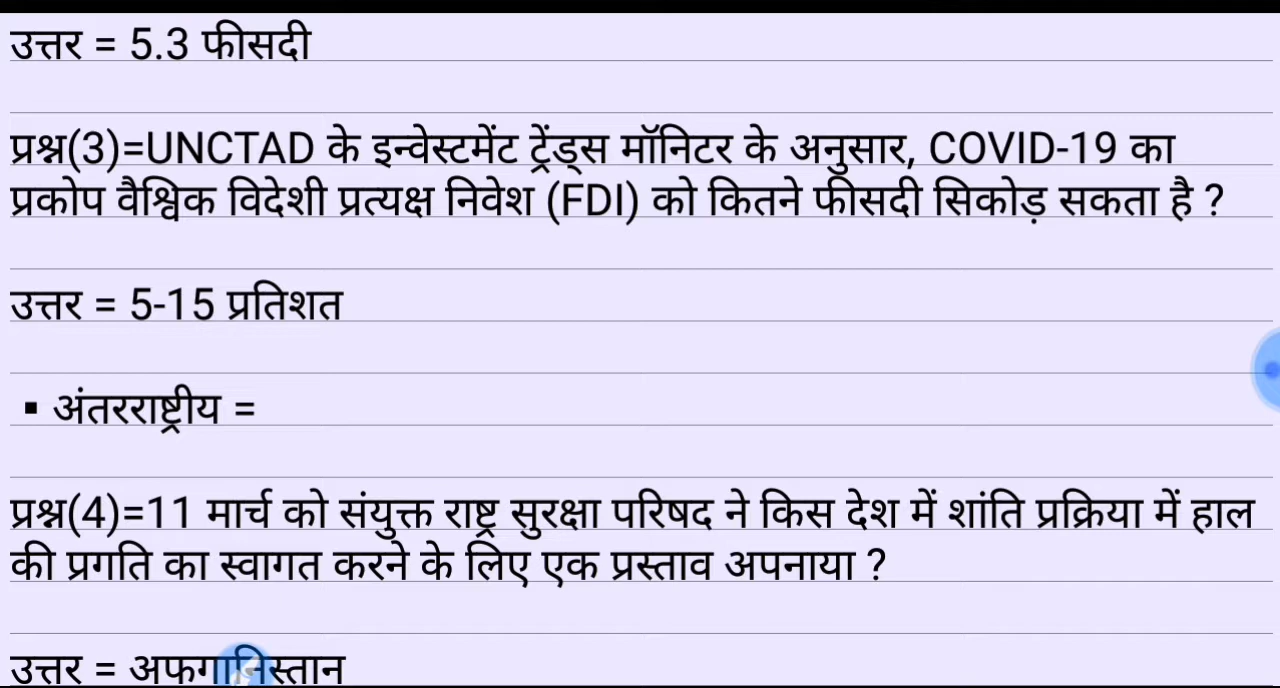 उत्तर = 5.3 फीसदी
प्रश्न(3)=UNCTAD के इन्वेस्टमेंट ट्रेंड्स मॉनिटर के अनुसार, COVID-19 का
प्रकोप वैश्विक विदेशी प्रत्यक्ष निवेश (FDI) को कितने फीसदी सिकोड़ सकता है ?
उत्तर = 5-15 प्रतिशत
▪ अंतरराष्ट्रीय =
प्रश्न(4)=11 मार्च को संयुक्त राष्ट्र सुरक्षा परिषद ने किस देश में शांति प्रक्रिया में हाल
की प्रगति का स्वागत करने के लिए एक प्रस्ताव अपनाया ?
उत्तर = अफगानिस्तान